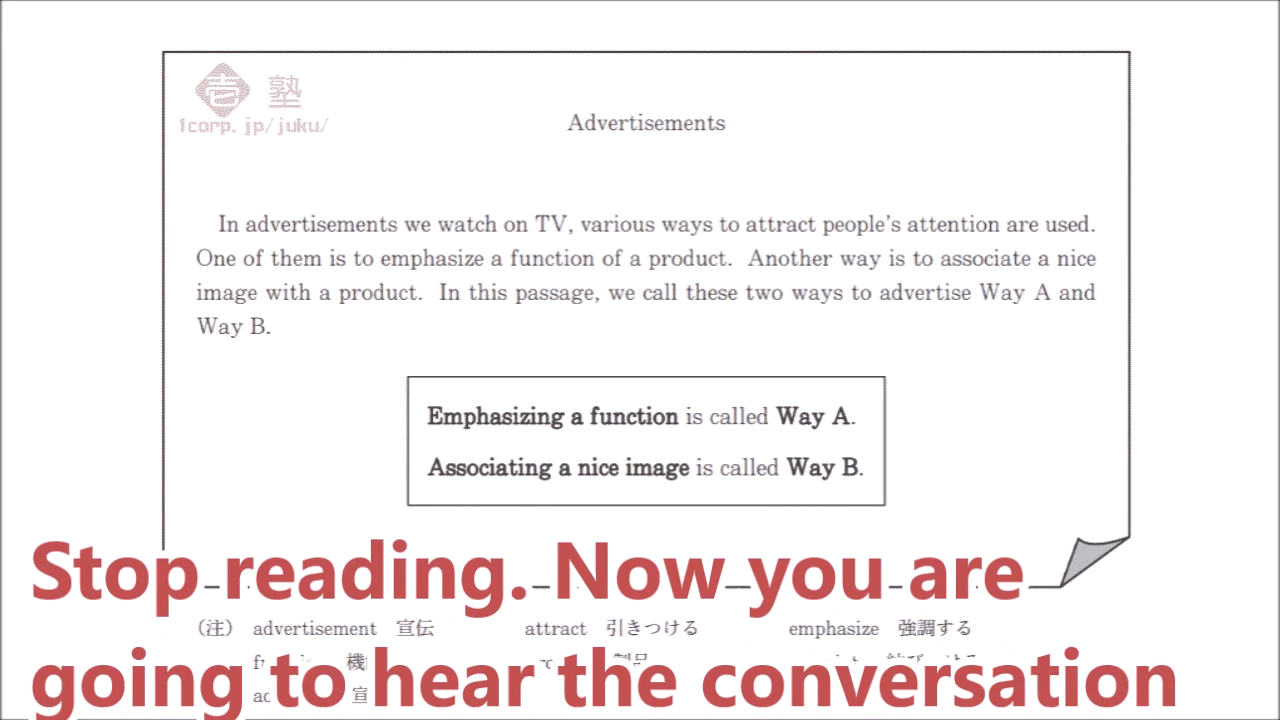 壱 塾
1corp. jp/juku/
Advertisements
In advertisements we watch on TV, various ways to attract people's attention are used.
One of them is to emphasize a function of a product. Another way is to associate a nice
image with a product. In this passage, we call these two ways to advertise Way A and
Way B.
Emphasizing a function is called Way A.
Associating a nice image is called Way B.
Stop reading. Now you are
(注) advertisement 宣伝 attract 引きつける emphasize 強調する
going to hear the conversation